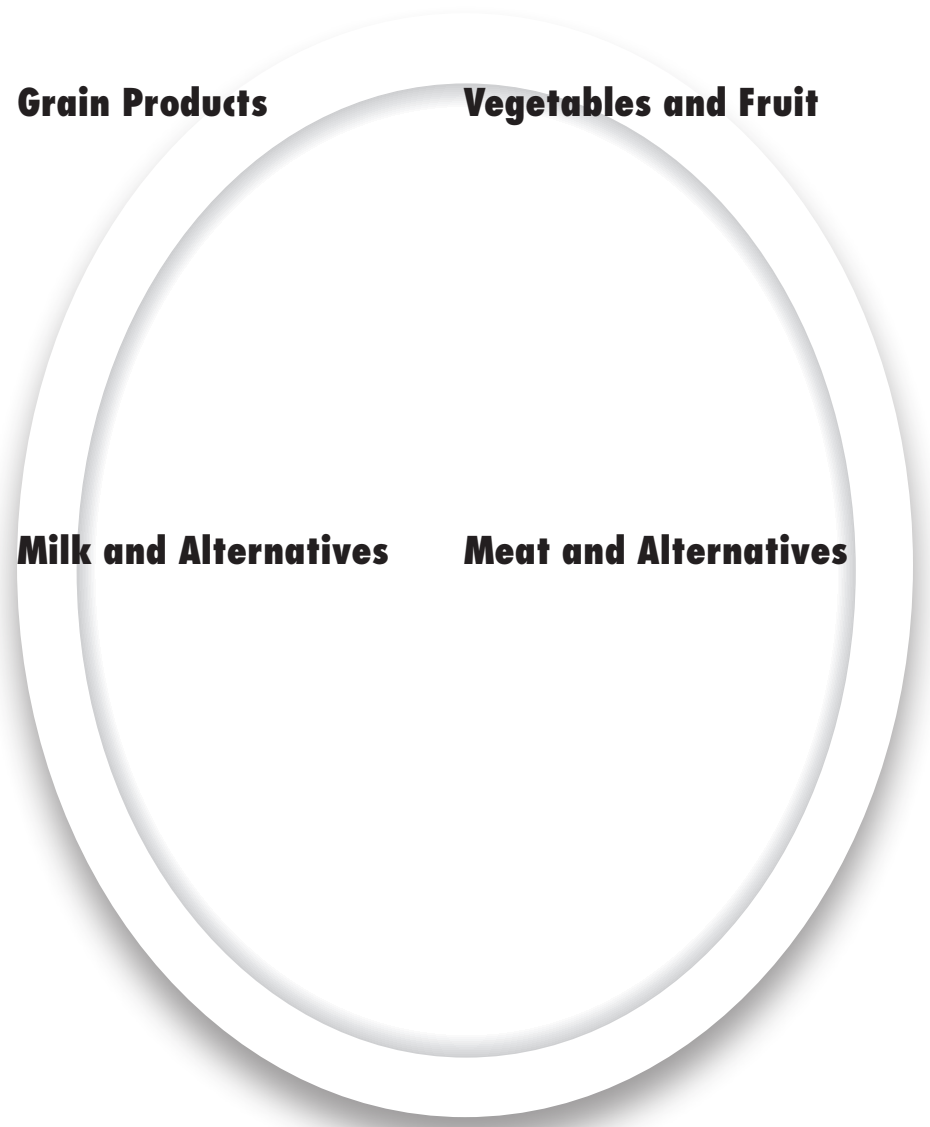 Grain Products
Vegetables and Fruit
Milk and Alternatives
Meat and Alternatives